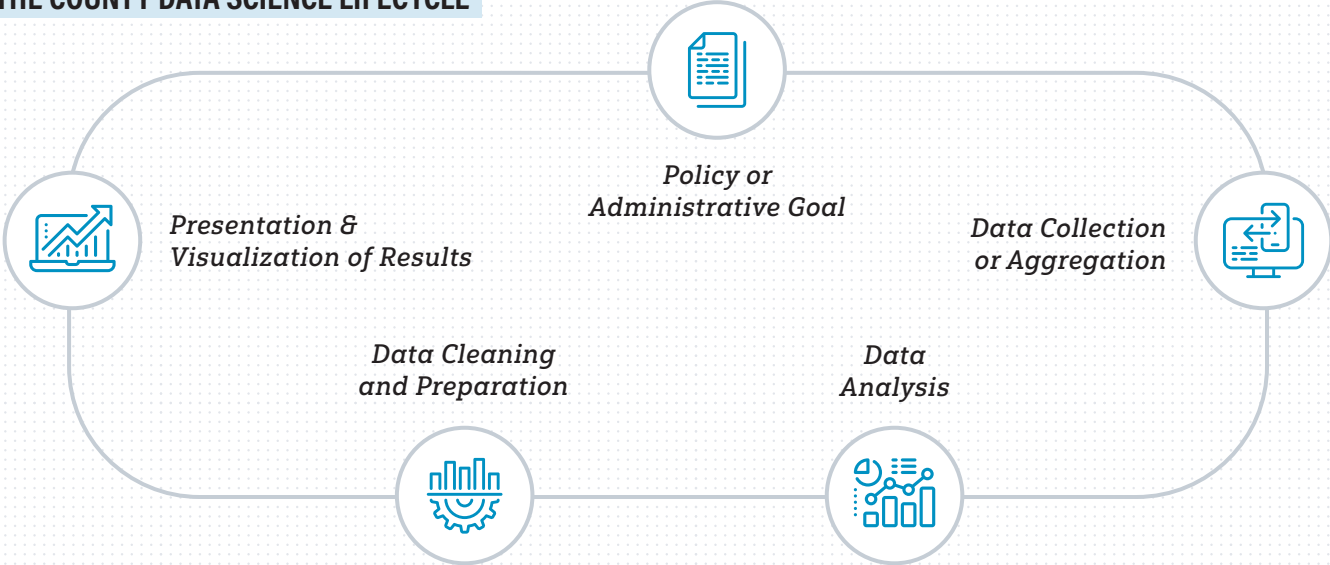 THE COUNTY DATA SCIENCE LIFECYCLE
Policy or
Administrative Goal
Presentation &
Visualization of Results
Data Collection
or Aggregation
Data Cleaning
and Preparation
Data
Analysis